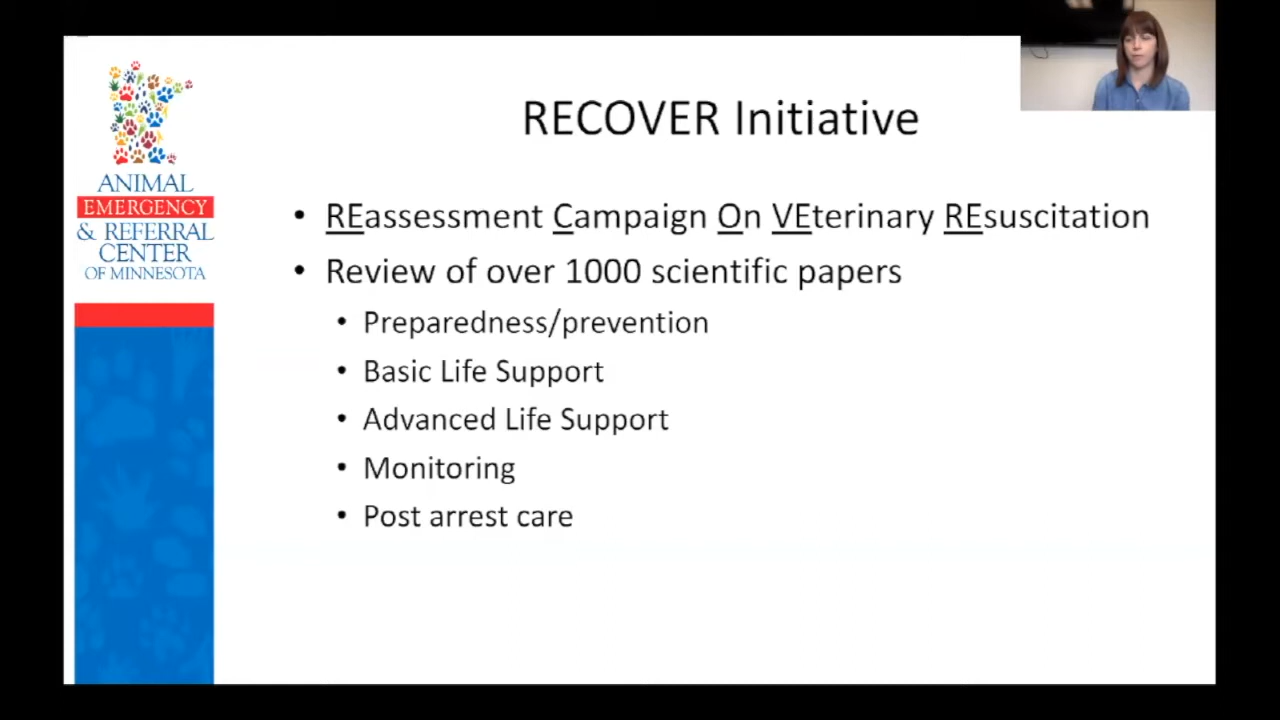 RECOVER Initiative
ANIMAL
EMERGENCY
& REFERRAL
CENTER
OF MINNESOTA
• REassessment Campaign On VEterinary REsuscitation
• Review of over 1000 scientific papers
• Preparedness/prevention
• Basic Life Support
• Advanced Life Support
• Monitoring
• Post arrest care